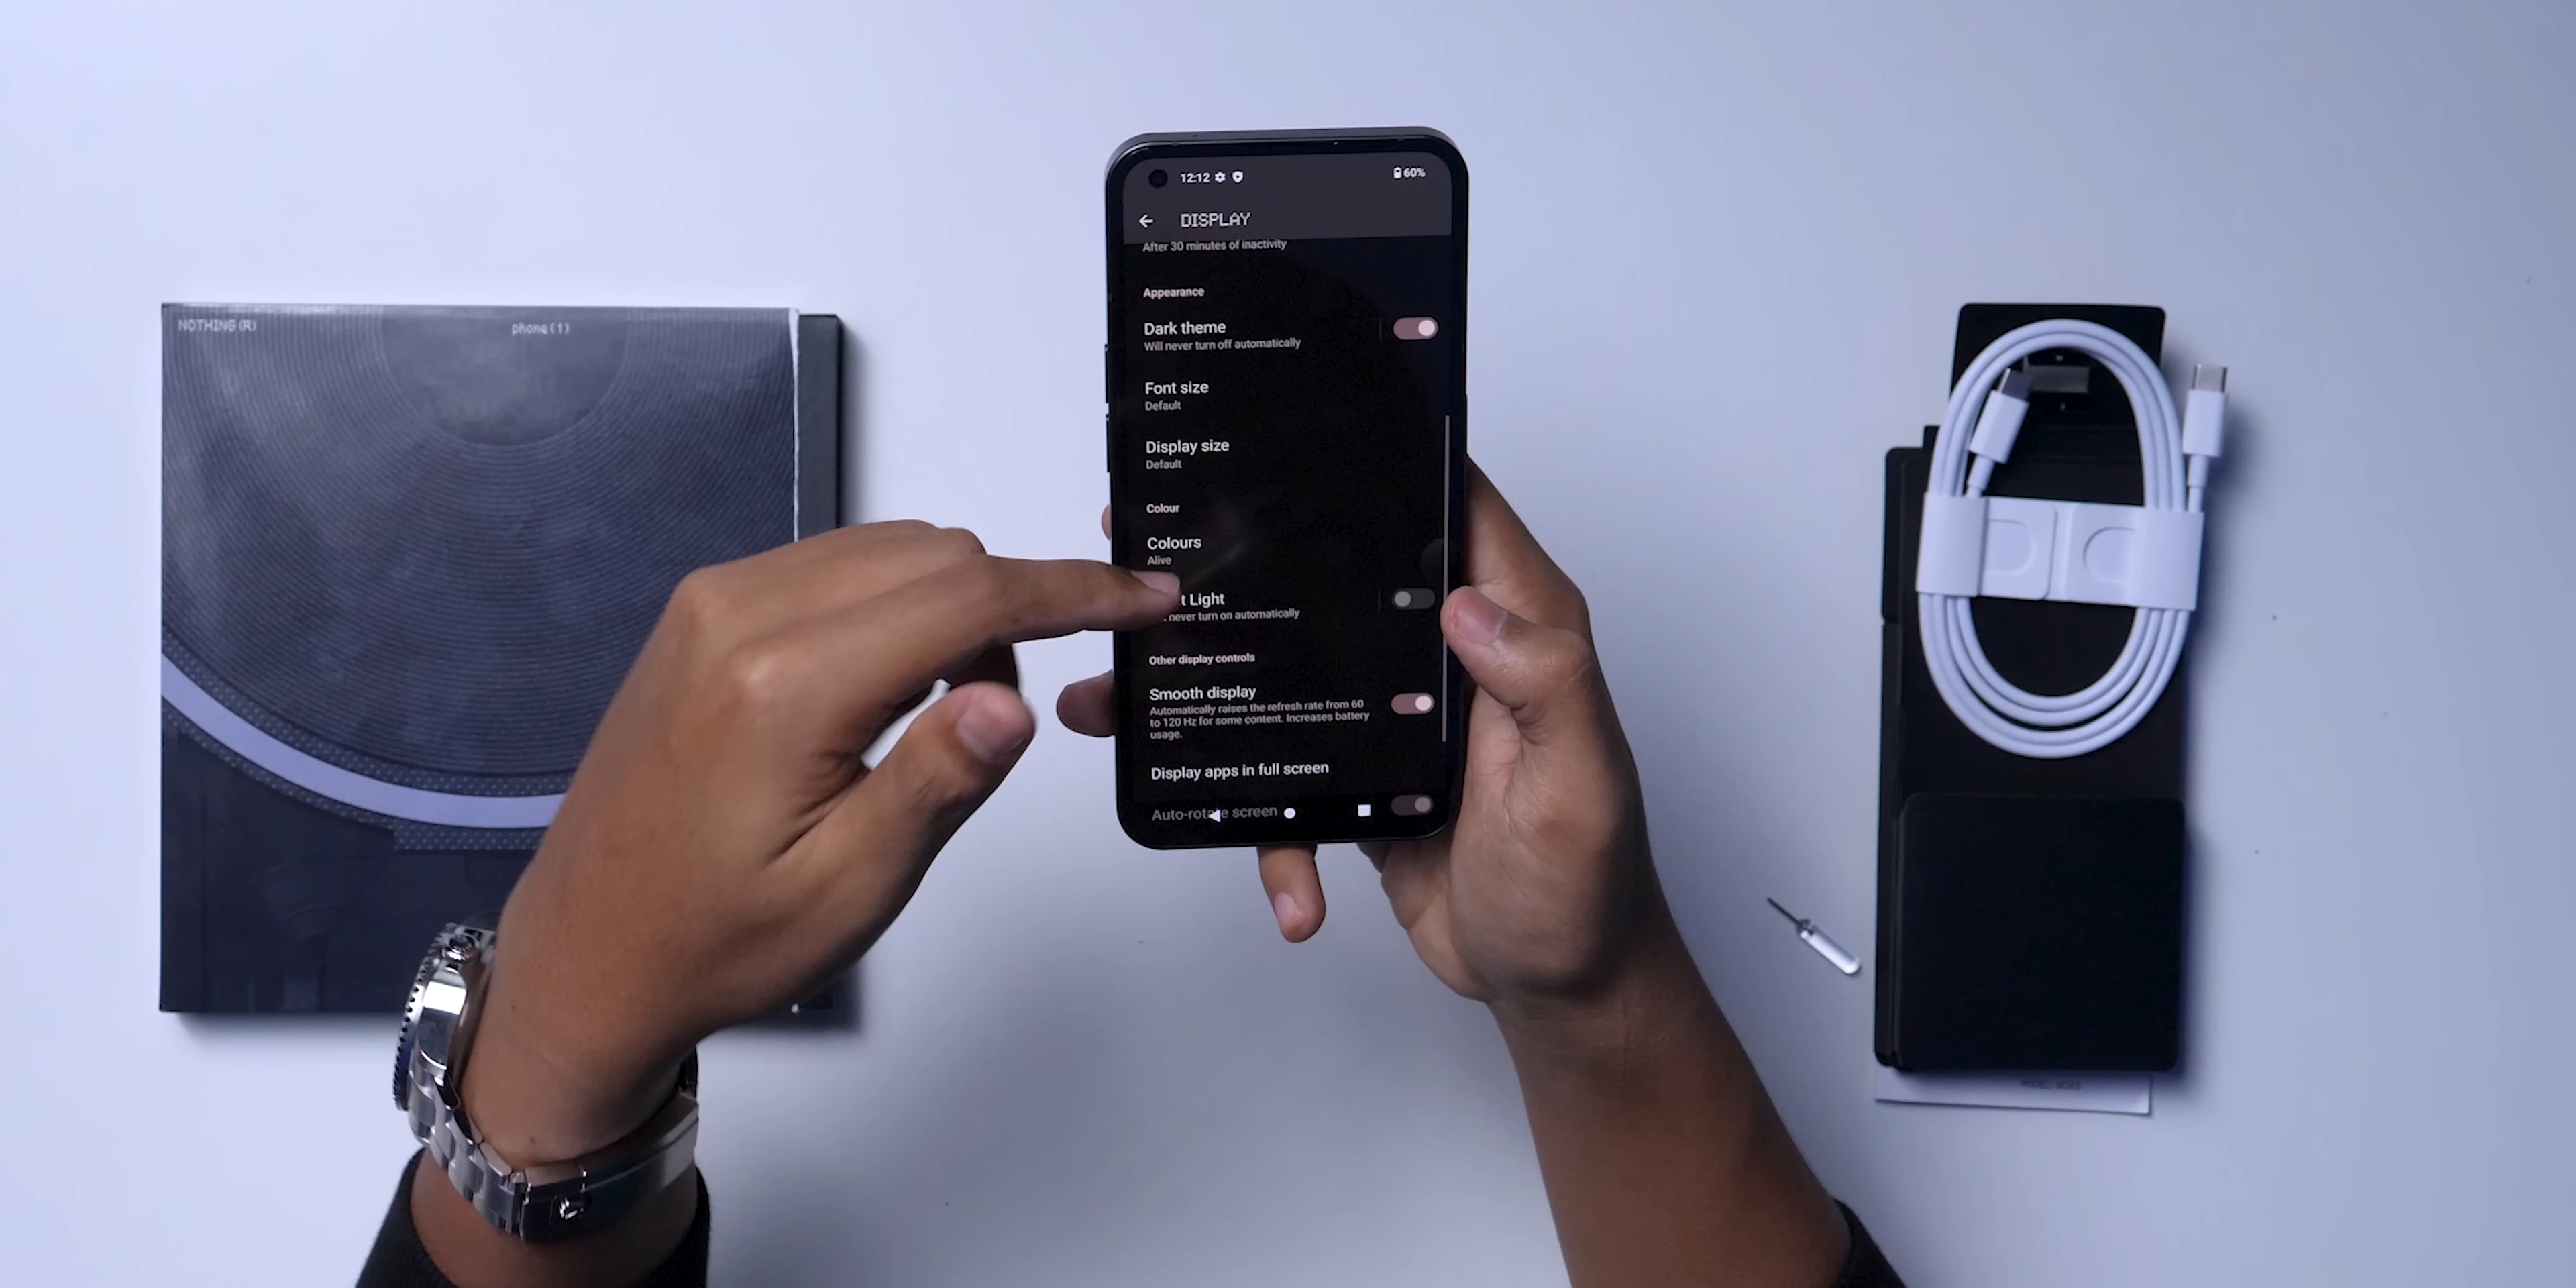 NOTHING (R)
phone (1)
12:12
60%
DISPLAY
After 30 minutes of inactivity
Appearance
Dark theme
Will never turn off automatically
Font size
Default
Display size
Default
Colour
Colours
Alive
t Light
never turn on automatically
Other display controls
Smooth display
Automatically raises the refresh rate from 60
to 120 Hz for some content. Increases battery
usage.
Display apps in full screen
Auto-rotate screen